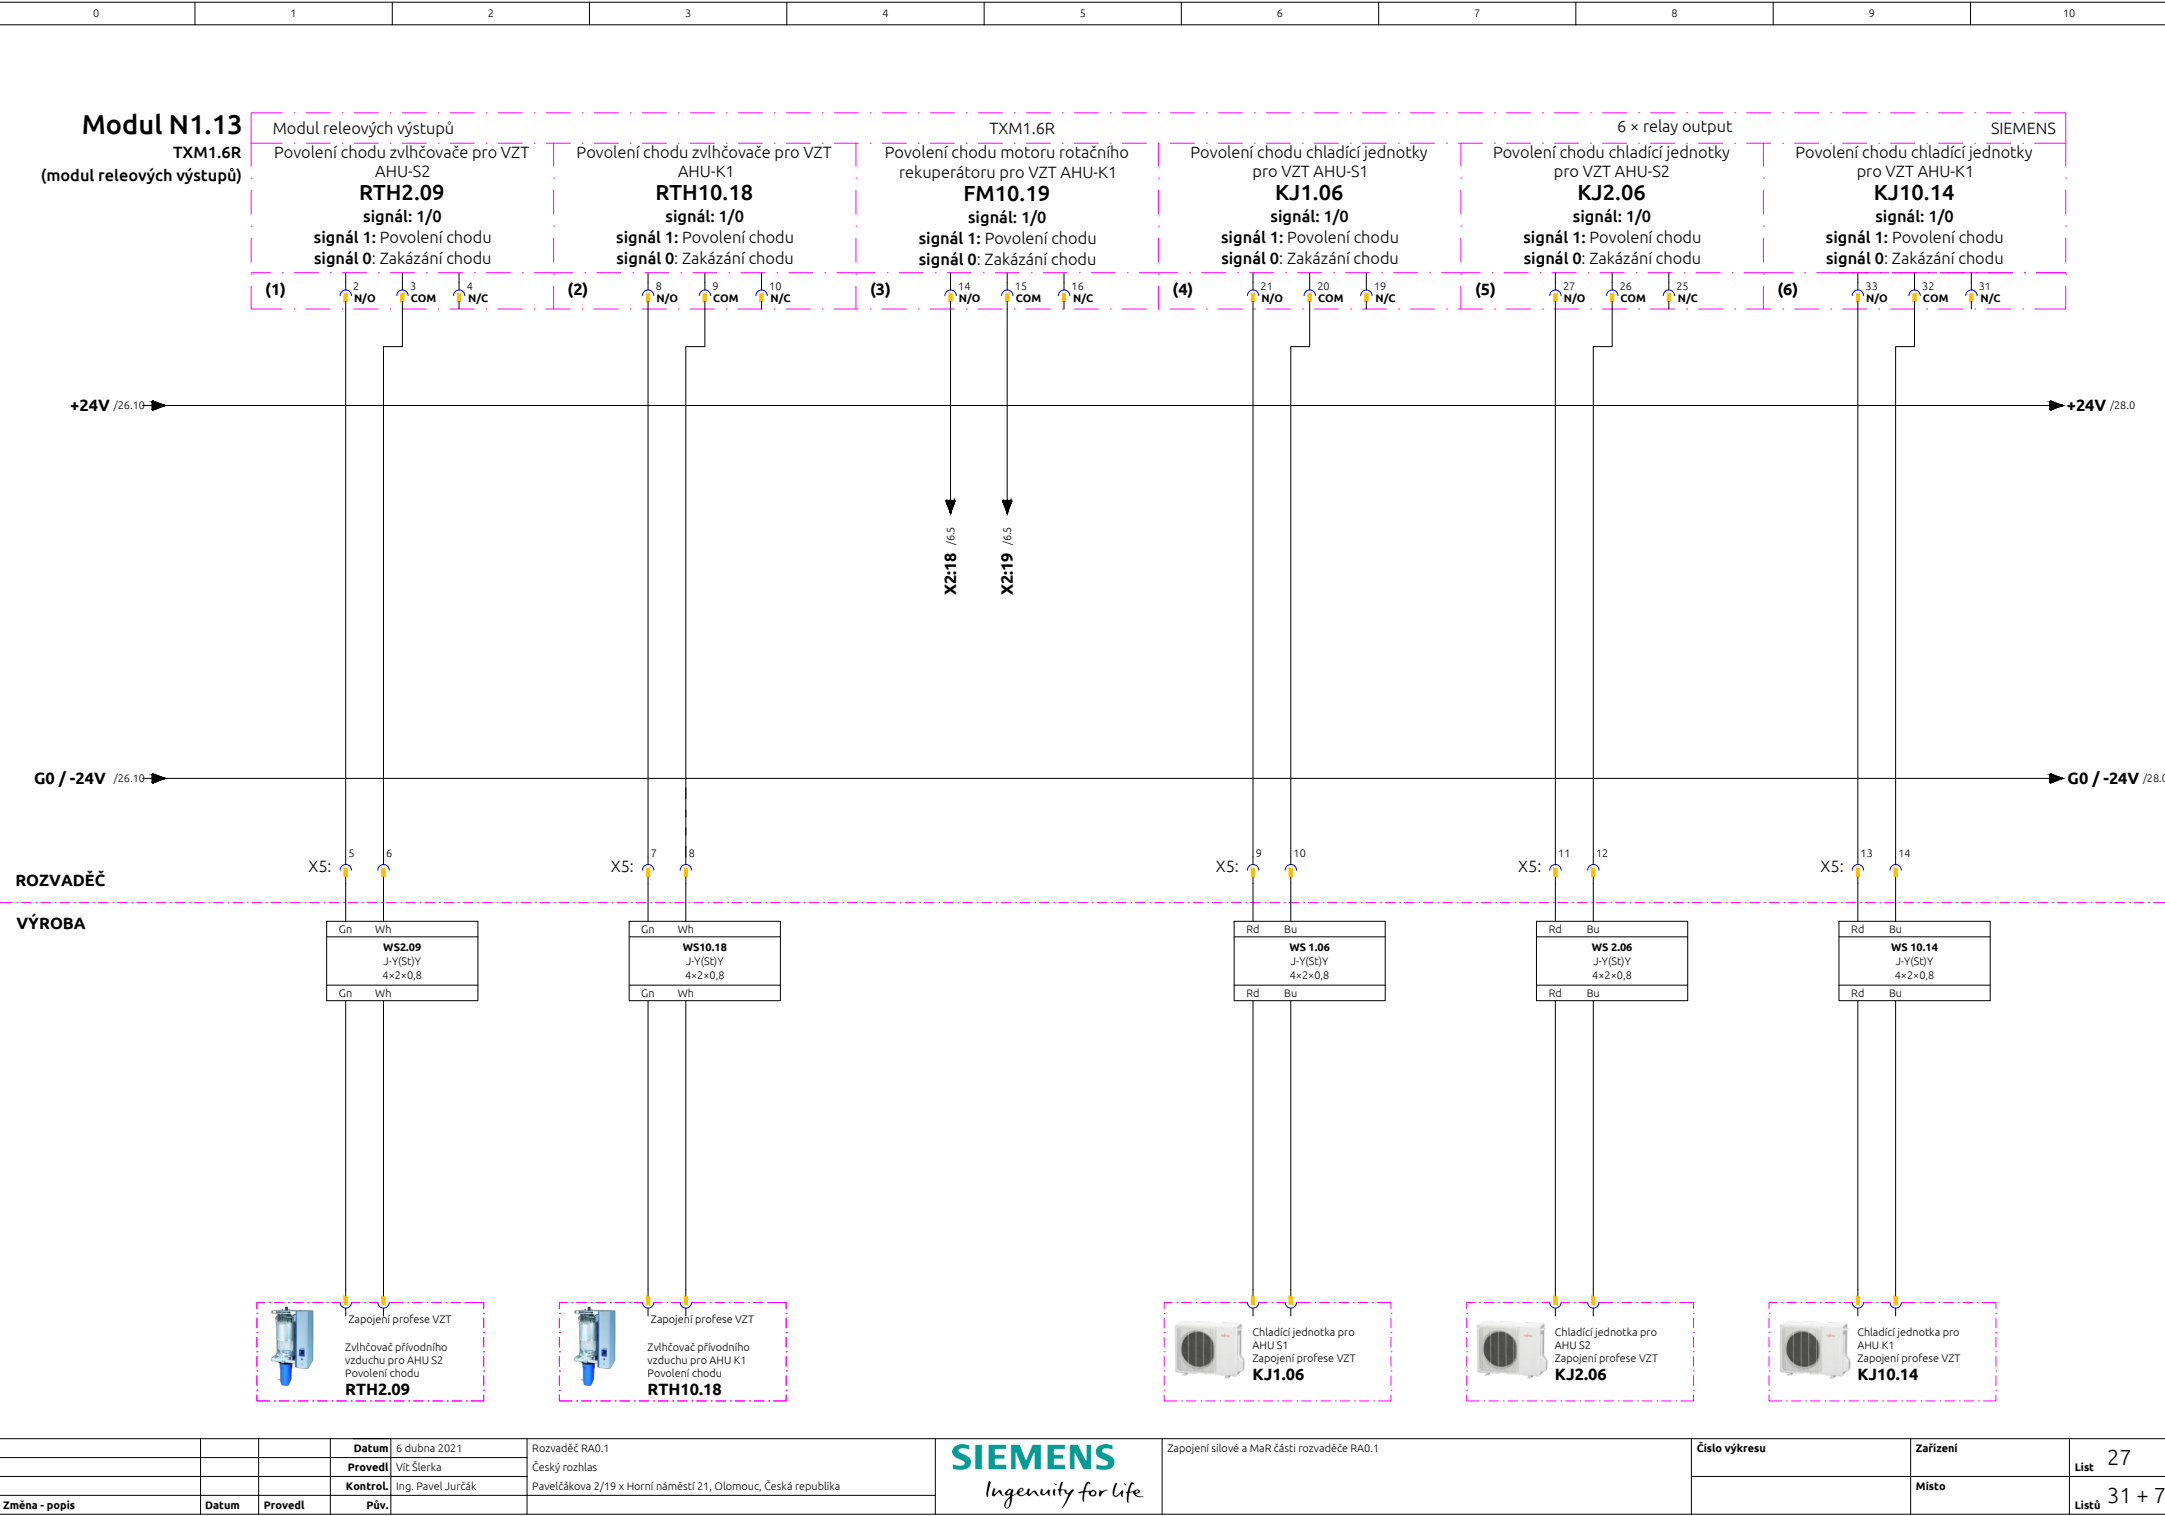 0 1 2 3 4 5 6 7 8 9 10
Modul N1.13
TXM1.6R
(modul releových výstupů)
Modul releových výstupů TXM1.6R 6 × relay output SIEMENS
Povolení chodu zvlhčovače pro VZT
AHU-S2
RTH2.09
signál: 1/0
signál 1: Povolení chodu
signál 0: Zakázání chodu
Povolení chodu zvlhčovače pro VZT
AHU-K1
RTH10.18
signál: 1/0
signál 1: Povolení chodu
signál 0: Zakázání chodu
Povolení chodu motoru rotačního
rekuperátoru pro VZT AHU-K1
FM10.19
signál: 1/0
signál 1: Povolení chodu
signál 0: Zakázání chodu
Povolení chodu chladící jednotky
pro VZT AHU-S1
KJ1.06
signál: 1/0
signál 1: Povolení chodu
signál 0: Zakázání chodu
Povolení chodu chladící jednotky
pro VZT AHU-S2
KJ2.06
signál: 1/0
signál 1: Povolení chodu
signál 0: Zakázání chodu
Povolení chodu chladící jednotky
pro VZT AHU-K1
KJ10.14
signál: 1/0
signál 1: Povolení chodu
signál 0: Zakázání chodu
(1) 2 N/O 3 COM 4 N/C
(2) 8 N/O 9 COM 10 N/C
(3) 14 N/O 15 COM 16 N/C
(4) 21 N/O 20 COM 19 N/C
(5) 27 N/O 26 COM 25 N/C
(6) 33 N/O 32 COM 31 N/C
+24V /26.10
+24V /28.0
X2:18 /6.5
X2:19 /6.5
G0 / -24V /26.10
G0 / -24V /28.0
X5: 5 6
X5: 7 8
X5: 9 10
X5: 11 12
X5: 13 14
ROZVADĚČ
VÝROBA
Gn Wh
WS2.09
J-Y(St)Y
4×2×0,8
Gn Wh
Gn Wh
WS10.18
J-Y(St)Y
4×2×0,8
Gn Wh
Rd Bu
WS 1.06
J-Y(St)Y
4×2×0,8
Rd Bu
Rd Bu
WS 2.06
J-Y(St)Y
4×2×0,8
Rd Bu
Rd Bu
WS 10.14
J-Y(St)Y
4×2×0,8
Rd Bu
Zapojení profese VZT
Zvlhčovač přívodního
vzduchu pro AHU S2
Povolení chodu
RTH2.09
Zapojení profese VZT
Zvlhčovač přívodního
vzduchu pro AHU K1
Povolení chodu
RTH10.18
Chladící jednotka pro
AHU S1
Zapojení profese VZT
KJ1.06
Chladící jednotka pro
AHU S2
Zapojení profese VZT
KJ2.06
Chladící jednotka pro
AHU K1
Zapojení profese VZT
KJ10.14
Změna - popis Datum Provedl
Datum 6 dubna 2021
Provedl Vít Šlerka
Kontrol. Ing. Pavel Jurčák
Pův.
Rozvaděč RA0.1
Český rozhlas
Pavelčákova 2/19 x Horní náměstí 21, Olomouc, Česká republika
SIEMENS
Ingenuity for life
Zapojení silové a MaR části rozvaděče RA0.1
Číslo výkresu
Zařízení
Místo
List 27
Listů 31 + 7